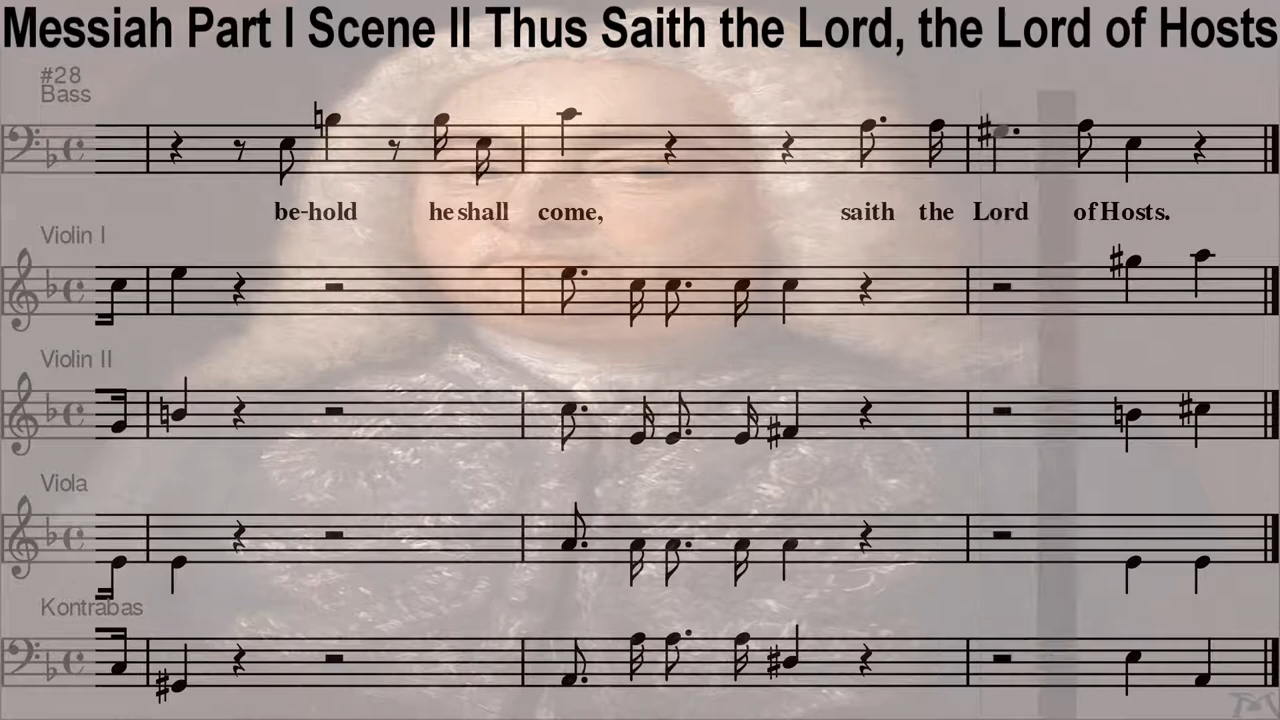 Messiah Part I Scene II Thus Saith the Lord, the Lord of Hosts
#28
Bass
be-hold he shall come, saith the Lord of Hosts.
Violin I
Violin II
Viola
Kontrabas